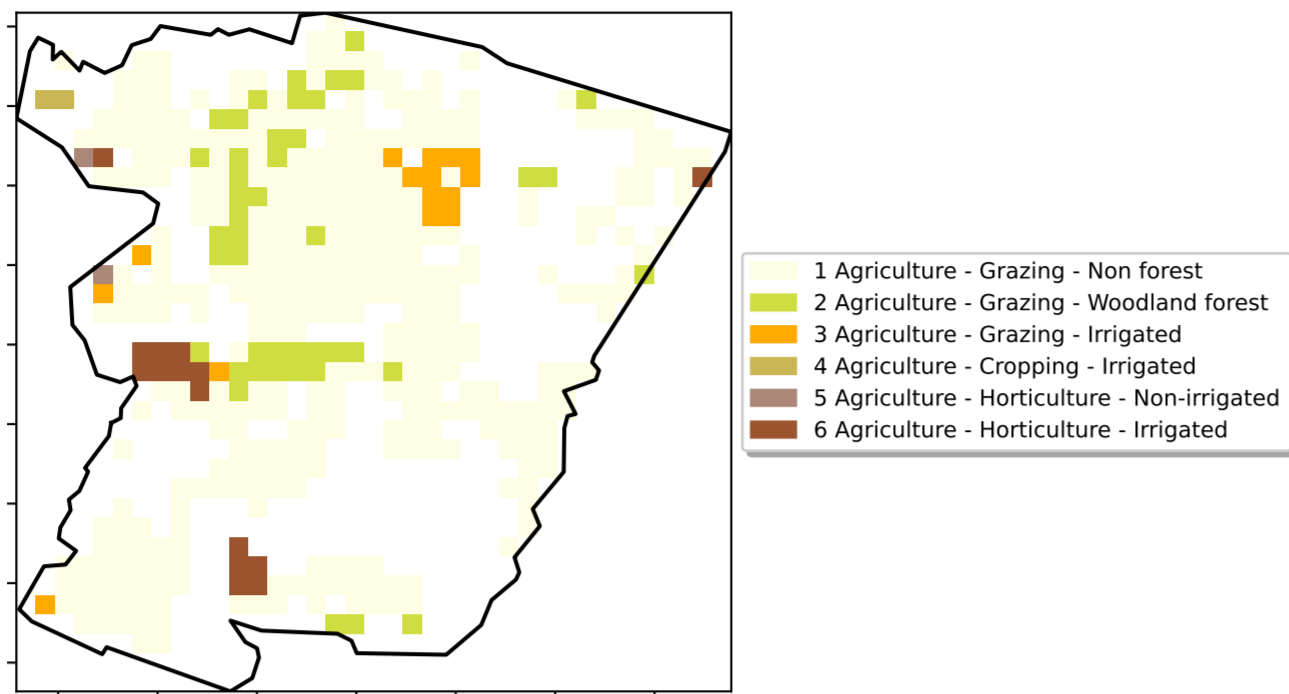 1 Agriculture - Grazing - Non forest
2 Agriculture - Grazing - Woodland forest
3 Agriculture - Grazing - Irrigated
4 Agriculture - Cropping - Irrigated
5 Agriculture - Horticulture - Non-irrigated
6 Agriculture - Horticulture - Irrigated